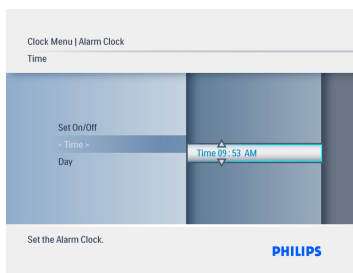 Clock Menu | Alarm Clock
Time
Set On/Off
< Time >
Time 09 : 53 AM
Day
Set the Alarm Clock.
PHILIPS